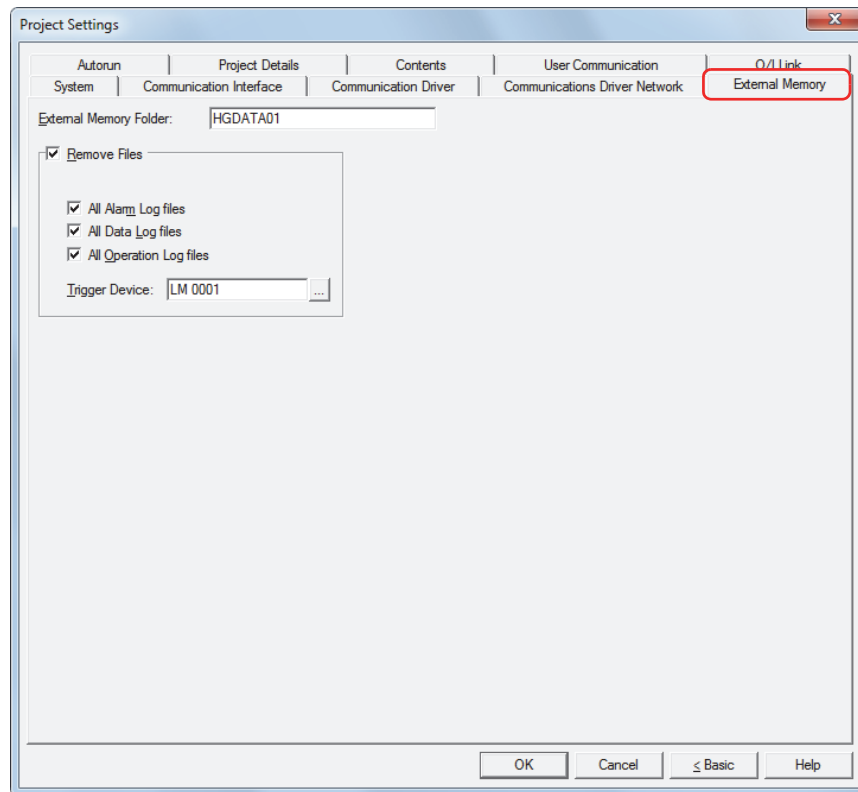 Project Settings
Autorun Project Details Contents User Communication O/I Link
System Communication Interface Communication Driver Communications Driver Network External Memory
External Memory Folder: HGDATA01
Remove Files
All Alarm Log files
All Data Log files
All Operation Log files
Trigger Device: LM 0001 ...
OK Cancel < Basic Help